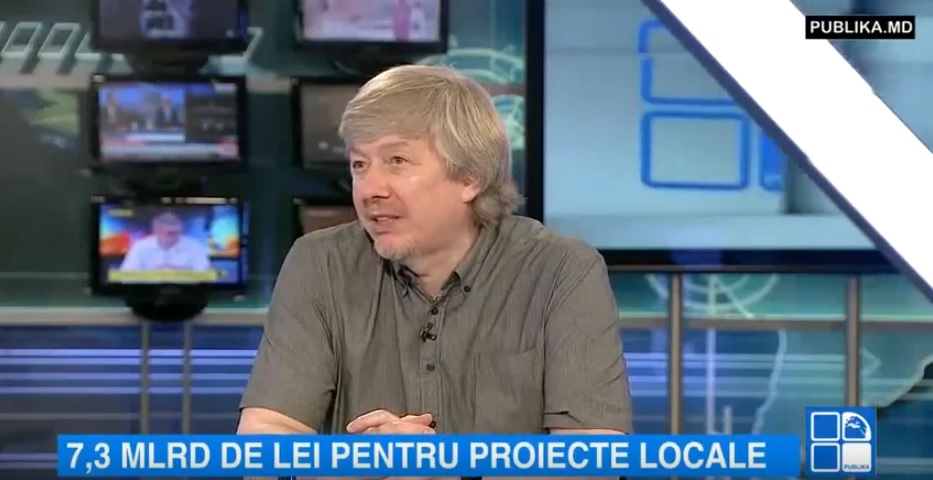 PUBLIKA.MD
7,3 MLRD DE LEI PENTRU PROIECTE LOCALE
PUBLIKA